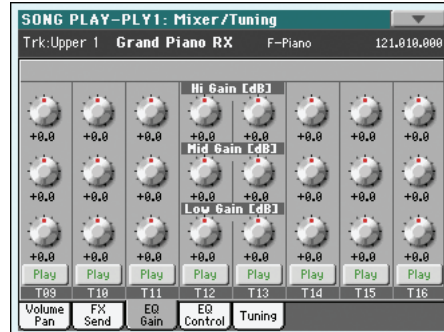 SONG PLAY-PLY1: Mixer/Tuning
Trk:Upper 1 Grand Piano RX F-Piano 121.010.000
Hi Gain [dB]
+0.0 +0.0 +0.0 +0.0 +0.0 +0.0 +0.0 +0.0
Mid Gain [dB]
+0.0 +0.0 +0.0 +0.0 +0.0 +0.0 +0.0 +0.0
Low Gain [dB]
+0.0 +0.0 +0.0 +0.0 +0.0 +0.0 +0.0 +0.0
Play Play Play Play Play Play Play Play
T09 T10 T11 T12 T13 T14 T15 T16
Volume Pan
FX Send
EQ Gain
EQ Control
Tuning